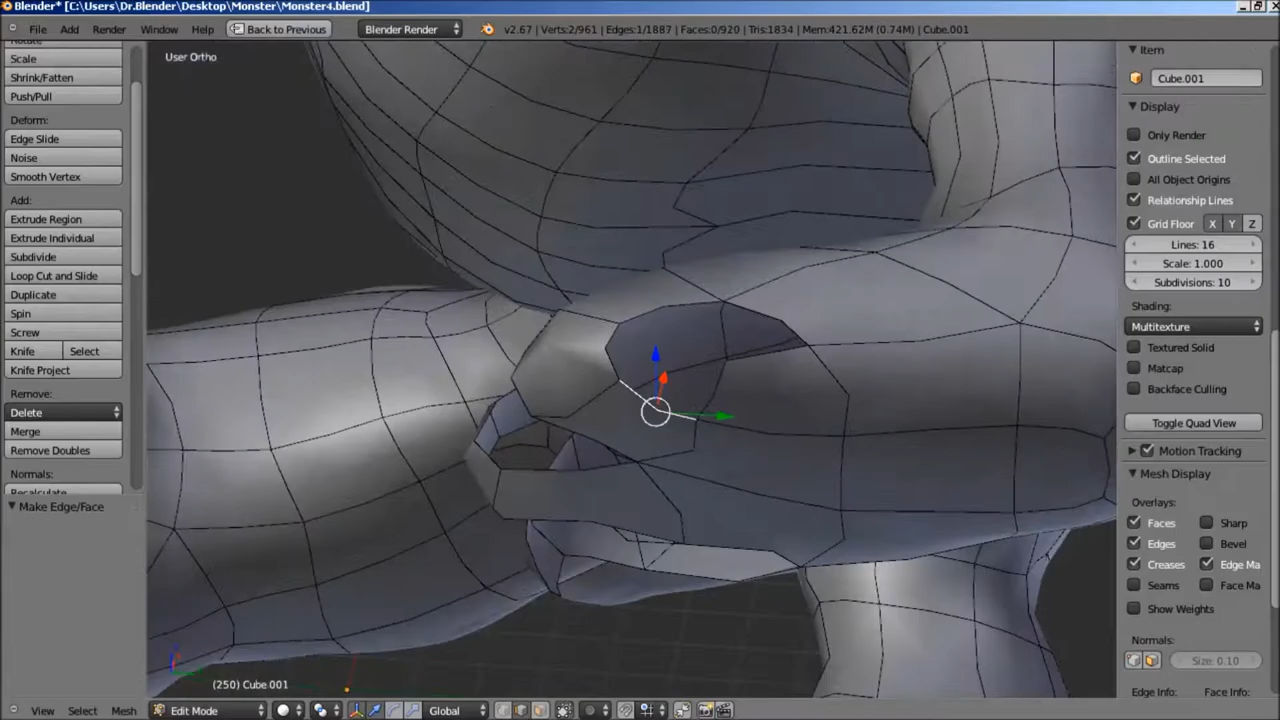 Blender* [C:\Users\Dr.Blender\Desktop\Monster\Monster4.blend]
File Add Render Window Help Back to Previous Blender Render v2.67 | Verts:2/961 | Edges:1/1887 | Faces:0/920 | Tris:1834 | Mem:421.62M (0.74M) | Cube.001
Scale
Shrink/Fatten
Push/Pull
Deform:
Edge Slide
Noise
Smooth Vertex
Add:
Extrude Region
Extrude Individual
Subdivide
Loop Cut and Slide
Duplicate
Spin
Screw
Knife Select
Knife Project
Remove:
Delete
Merge
Remove Doubles
Normals:
Recalculate
Make Edge/Face
User Ortho
(250) Cube.001
Item
Cube.001
Display
Only Render
Outline Selected
All Object Origins
Relationship Lines
Grid Floor X Y Z
Lines: 16
Scale: 1.000
Subdivisions: 10
Shading:
Multitexture
Textured Solid
Matcap
Backface Culling
Toggle Quad View
Motion Tracking
Mesh Display
Overlays:
Faces Sharp
Edges Bevel
Creases Edge Ma
Seams Face Ma
Show Weights
Normals:
Size: 0.10
Edge Info: Face Info:
View Select Mesh Edit Mode Global